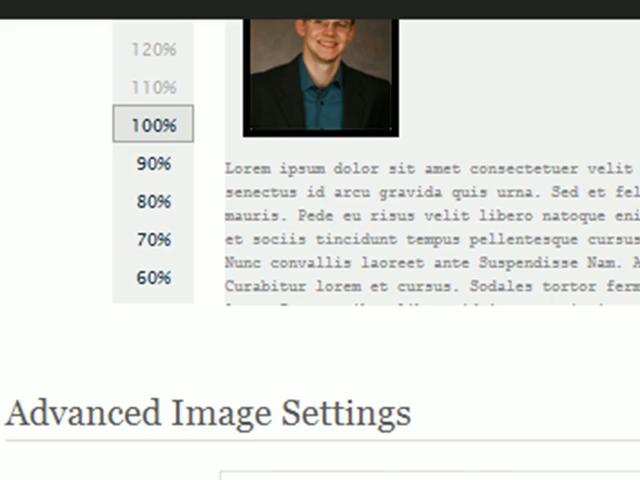 120%
110%
100%
90%
80%
70%
60%
Lorem ipsum dolor sit amet consectetuer velit
senectus id arcu gravida quis urna. Sed et fel
mauris. Pede eu risus velit libero natoque eni
et sociis tincidunt tempus pellentesque cursus
Nunc convallis laoreet ante Suspendisse Nam. A
Curabitur lorem et cursus. Sodales tortor ferm
Advanced Image Settings